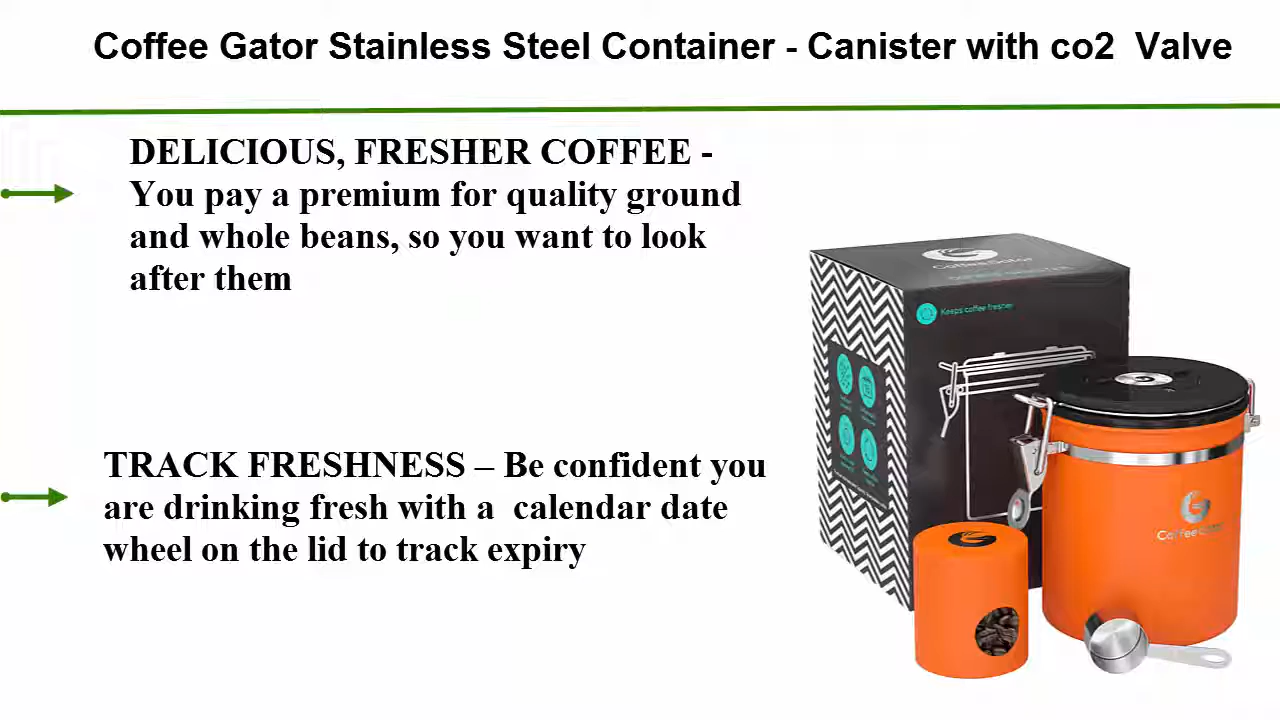 Coffee Gator Stainless Steel Container - Canister with co2  Valve
DELICIOUS, FRESHER COFFEE -
You pay a premium for quality ground
and whole beans, so you want to look
after them
TRACK FRESHNESS – Be confident you
are drinking fresh with a  calendar date
wheel on the lid to track expiry
Coffee Gator
Keeps coffee fresher
Coffee Gator